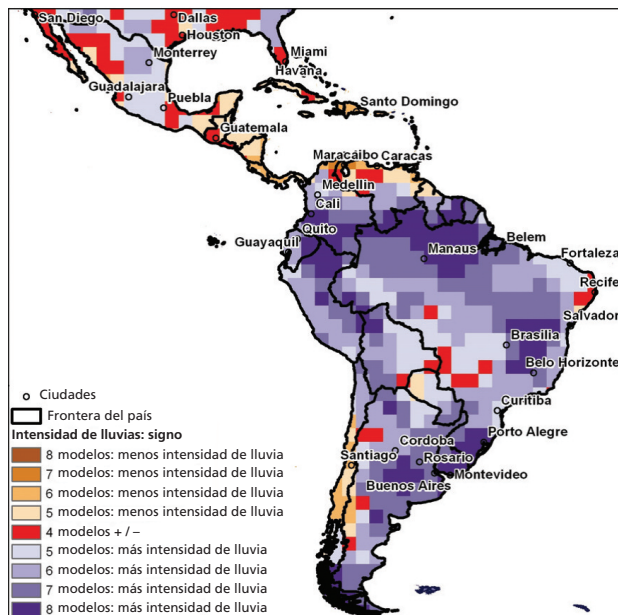 San Diego
Dallas
Houston
Monterrey
Miami
Havana
Guadalajara
Puebla
Santo Domingo
Guatemala
Maracaibo
Caracas
Medellin
Cali
Quito
Guayaquil
Manaus
Belem
Fortaleza
Recife
Salvador
Brasilia
Belo Horizonte
Curitiba
Porto Alegre
Cordoba
Santiago
Rosario
Montevideo
Buenos Aires
Ciudades
Frontera del país
Intensidad de lluvias: signo
8 modelos: menos intensidad de lluvia
7 modelos: menos intensidad de lluvia
6 modelos: menos intensidad de lluvia
5 modelos: menos intensidad de lluvia
4 modelos + / –
5 modelos: más intensidad de lluvia
6 modelos: más intensidad de lluvia
7 modelos: más intensidad de lluvia
8 modelos: más intensidad de lluvia